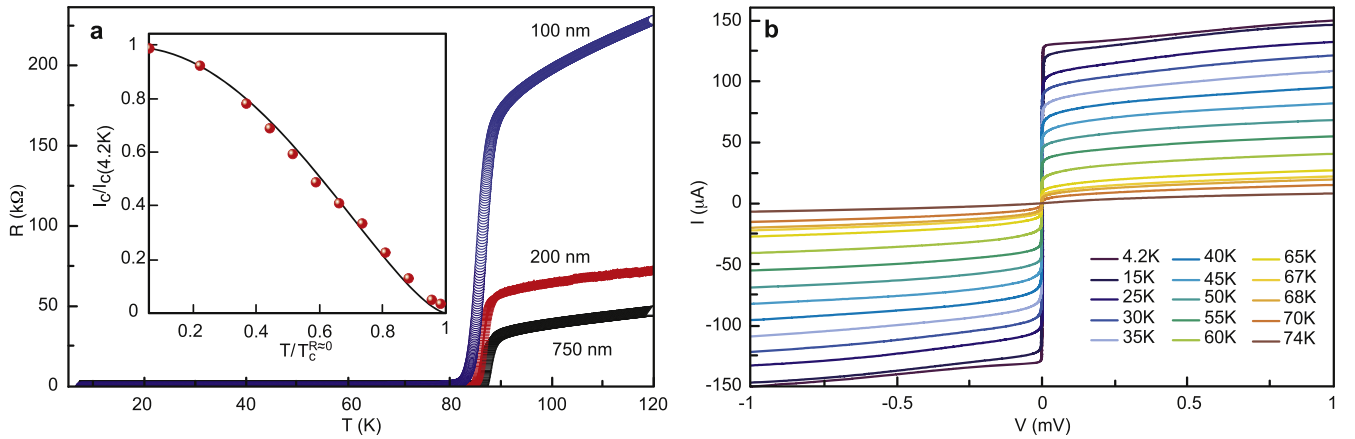 a
R (kΩ)
200
150
100
50
0
20
40
60
80
100
120
T (K)
100 nm
200 nm
750 nm
I_C/I_C(4.2K)
1
0.8
0.6
0.4
0.2
0
0.2
0.4
0.6
0.8
1
T/T_c^{R≈0}
b
I (μA)
150
100
50
0
-50
-100
-150
-1
-0.5
0
0.5
1
V (mV)
4.2K
15K
25K
30K
35K
40K
45K
50K
55K
60K
65K
67K
68K
70K
74K